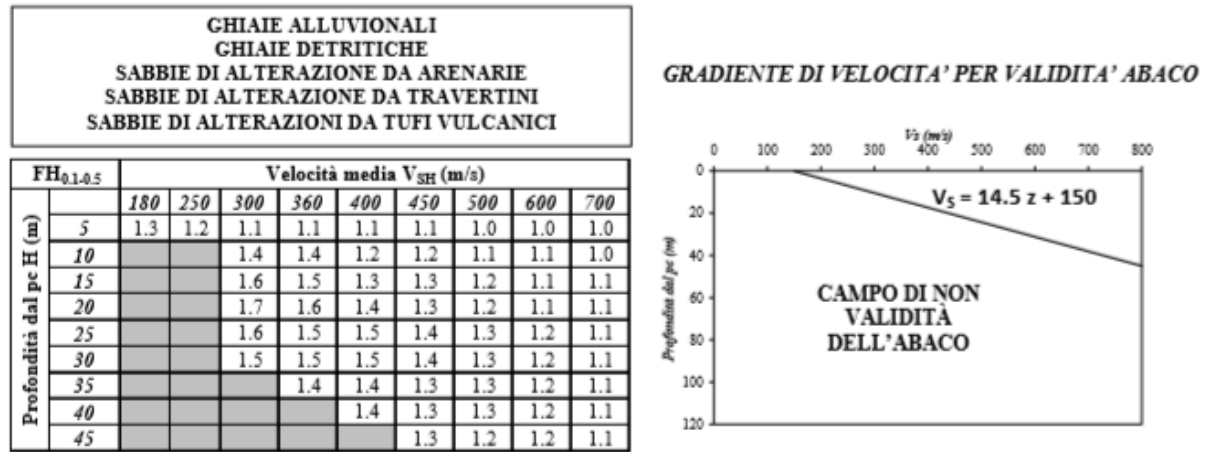 GHIAIE ALLUVIONALI
GHIAIE DETRITICHE
SABBIE DI ALTERAZIONE DA ARENARIE
SABBIE DI ALTERAZIONE DA TRAVERTINI
SABBIE DI ALTERAZIONI DA TUFI VULCANICI
FH0.1-0.5 Velocità media VSH (m/s)
180 250 300 360 400 450 500 600 700
Profondità dal pc H (m)
5 1.3 1.2 1.1 1.1 1.1 1.1 1.0 1.0 1.0
10 1.4 1.4 1.2 1.2 1.1 1.1 1.0
15 1.6 1.5 1.3 1.3 1.2 1.1 1.1
20 1.7 1.6 1.4 1.3 1.2 1.1 1.1
25 1.6 1.5 1.5 1.4 1.3 1.2 1.1
30 1.5 1.5 1.5 1.4 1.3 1.2 1.1
35 1.4 1.4 1.3 1.3 1.2 1.1
40 1.4 1.3 1.3 1.2 1.1
45 1.3 1.2 1.2 1.1
GRADIENTE DI VELOCITA' PER VALIDITA' ABACO
Vs (m/s)
0 100 200 300 400 500 600 700 800
Profondità dal pc (m)
0
20
40
60
80
100
120
VS = 14.5 z + 150
CAMPO DI NON
VALIDITÀ
DELL'ABACO